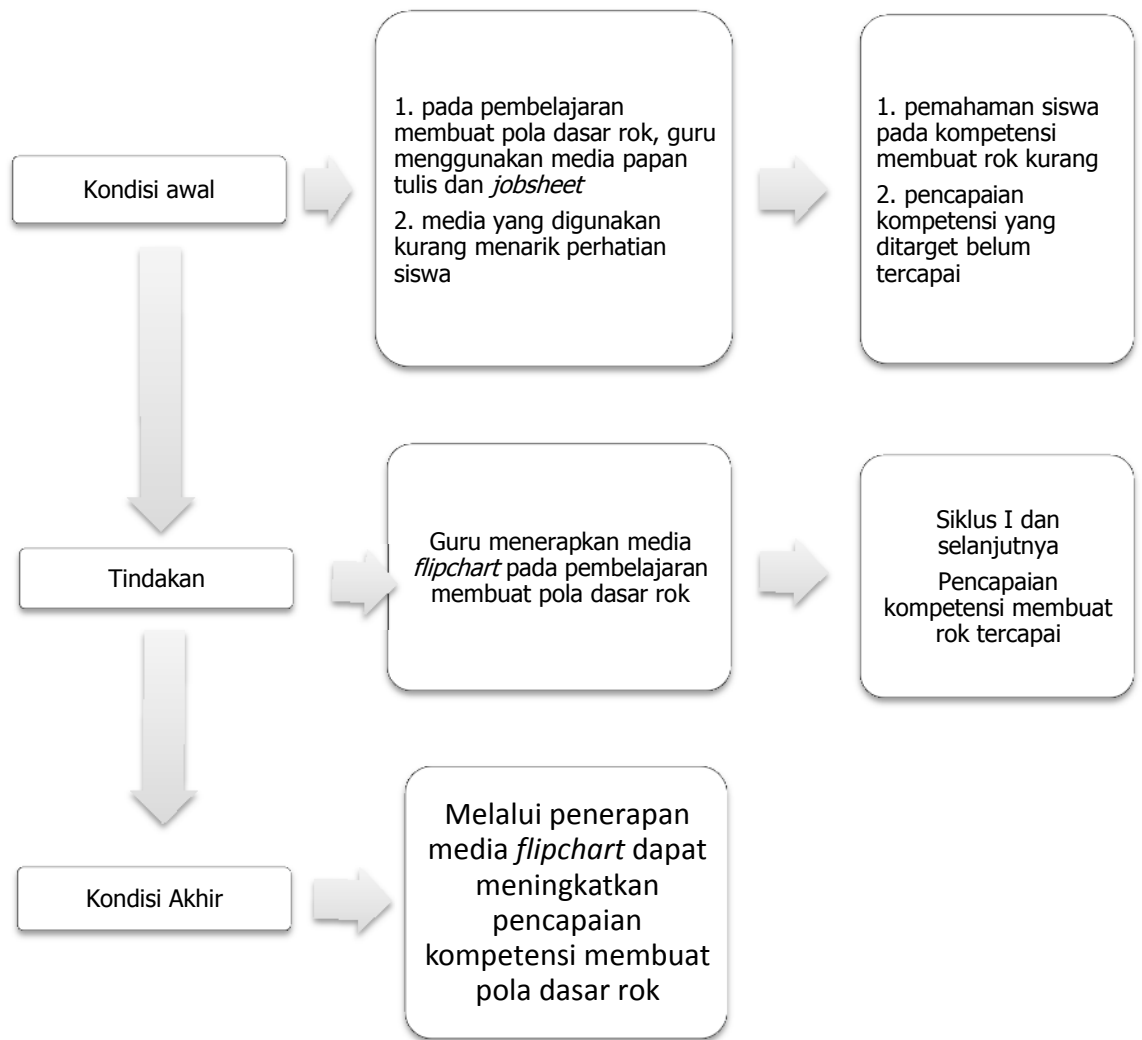 Kondisi awal
1. pada pembelajaran
membuat pola dasar rok, guru
menggunakan media papan
tulis dan jobsheet
2. media yang digunakan
kurang menarik perhatian
siswa
1. pemahaman siswa
pada kompetensi
membuat rok kurang
2. pencapaian
kompetensi yang
ditarget belum
tercapai
Tindakan
Guru menerapkan media
flipchart pada pembelajaran
membuat pola dasar rok
Siklus I dan
selanjutnya
Pencapaian
kompetensi membuat
rok tercapai
Kondisi Akhir
Melalui penerapan
media flipchart dapat
meningkatkan
pencapaian
kompetensi membuat
pola dasar rok